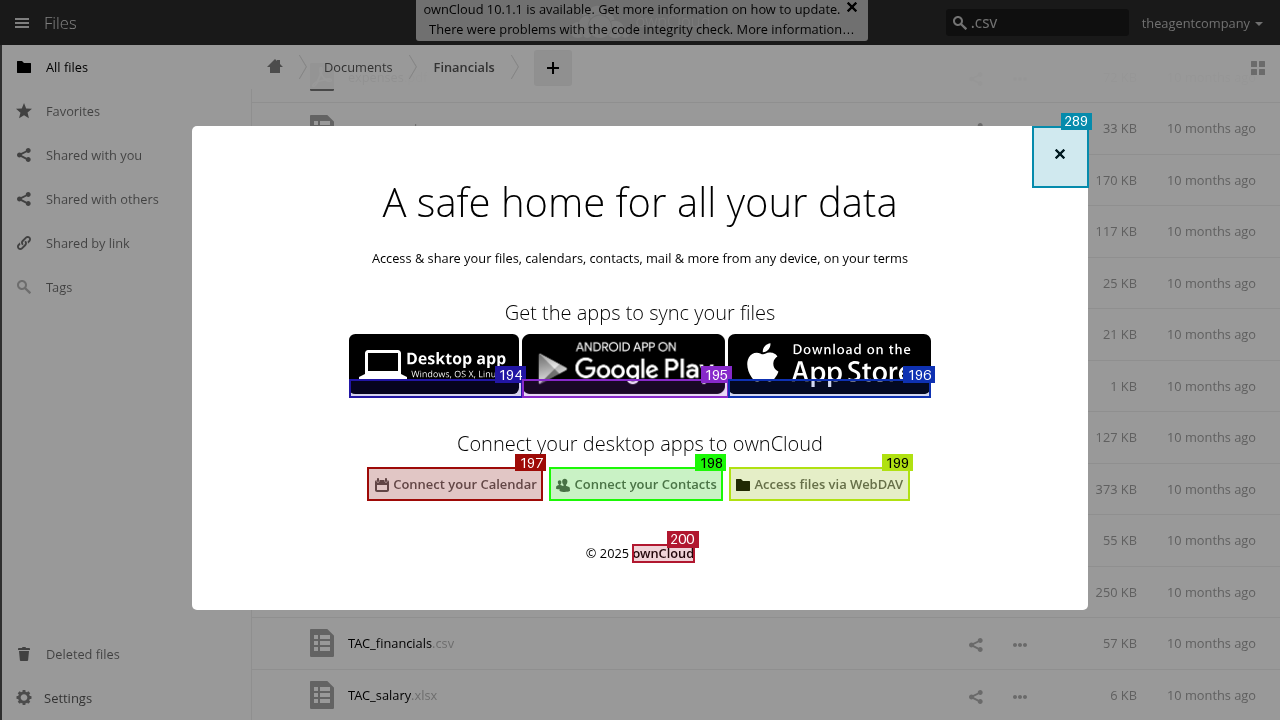 Files
ownCloud 10.1.1 is available. Get more information on how to update.
There were problems with the code integrity check. More information…
.csv
theagentcompany
All files
Documents
Financials
Favorites
33 KB 10 months ago
289
Shared with you
170 KB 10 months ago
A safe home for all your data
Shared with others
117 KB 10 months ago
Shared by link
Access & share your files, calendars, contacts, mail & more from any device, on your terms
Tags
25 KB 10 months ago
Get the apps to sync your files
21 KB 10 months ago
Desktop app
Windows, OS X, Linu
194
ANDROID APP ON
Google Play
195
Download on the
App Store
196
1 KB 10 months ago
Connect your desktop apps to ownCloud
127 KB 10 months ago
197
198
199
Connect your Calendar
Connect your Contacts
Access files via WebDAV
373 KB 10 months ago
200
© 2025 ownCloud
55 KB 10 months ago
250 KB 10 months ago
Deleted files
TAC_financials.csv
57 KB 10 months ago
Settings
TAC_salary.xlsx
6 KB 10 months ago